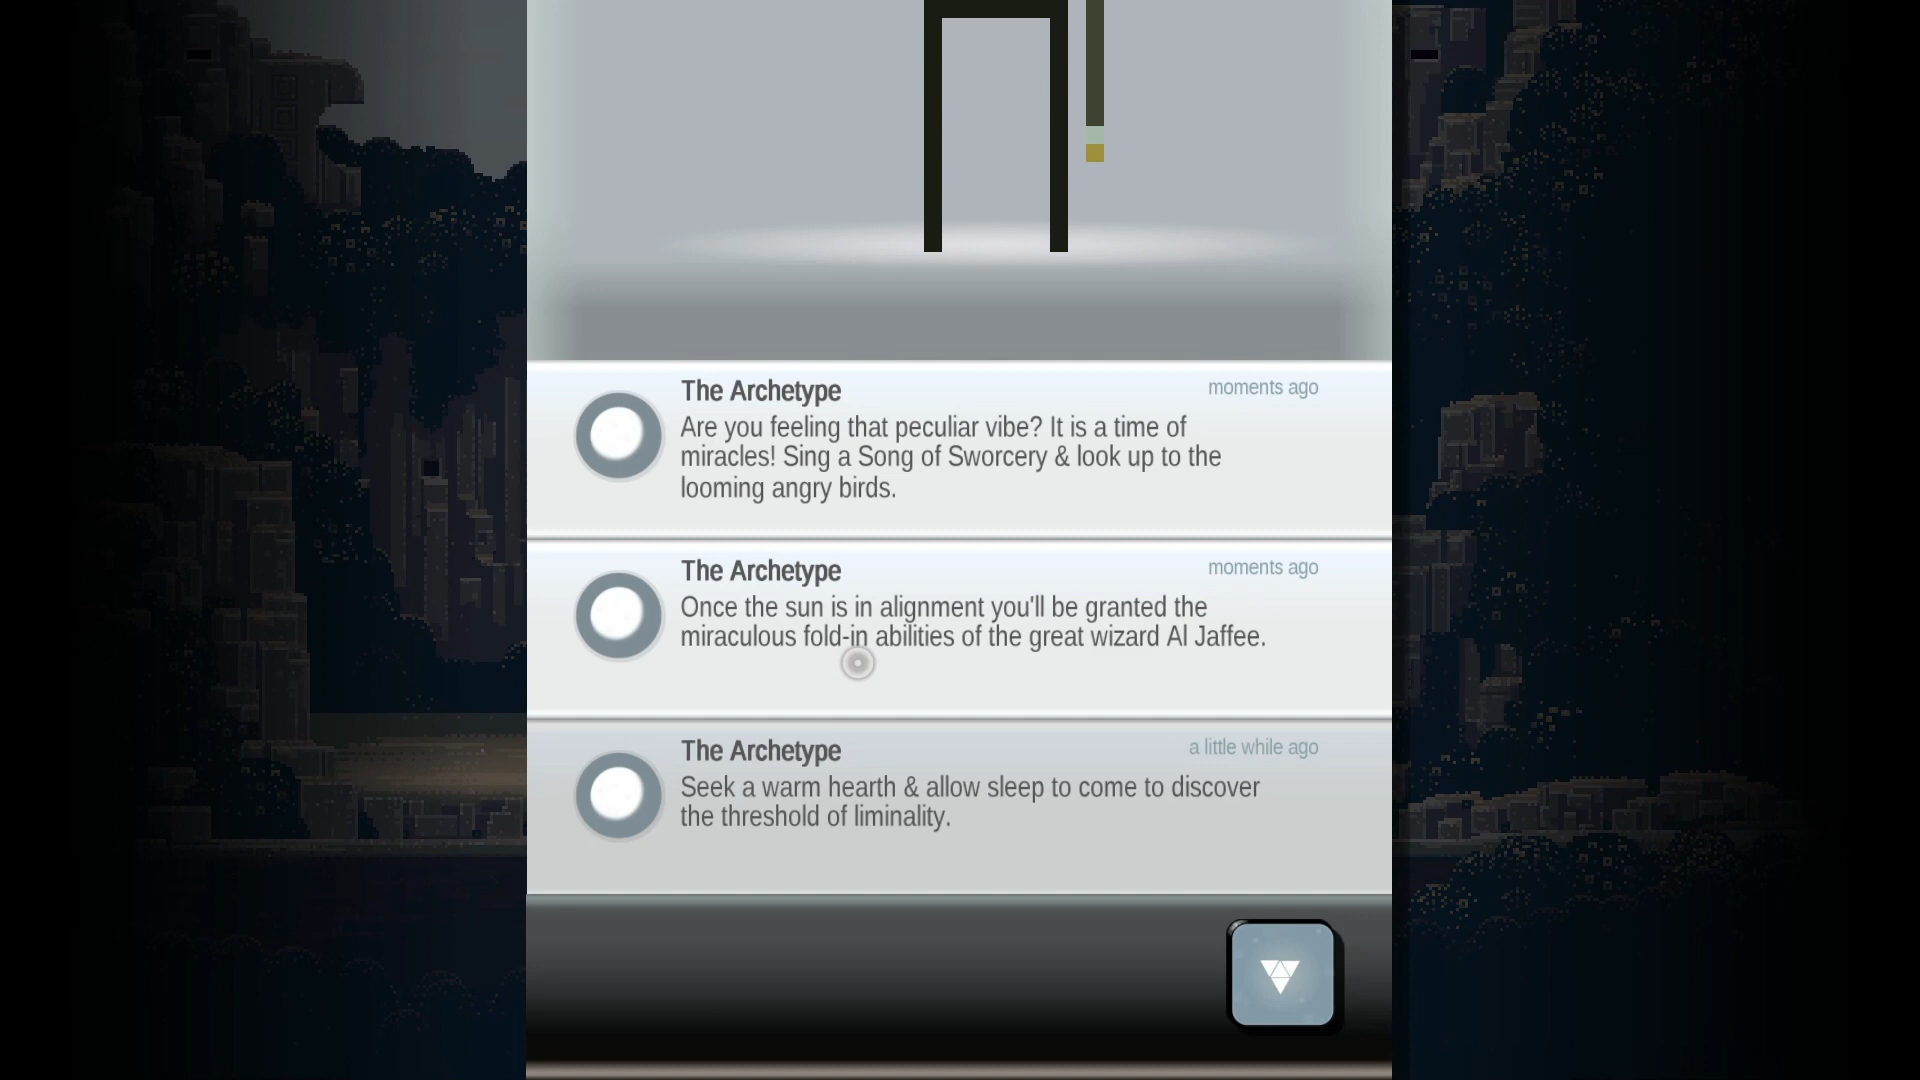 The Archetype
moments ago
Are you feeling that peculiar vibe? It is a time of
miracles! Sing a Song of Sworcery & look up to the
looming angry birds.
The Archetype
moments ago
Once the sun is in alignment you'll be granted the
miraculous fold-in abilities of the great wizard Al Jaffee.
The Archetype
a little while ago
Seek a warm hearth & allow sleep to come to discover
the threshold of liminality.